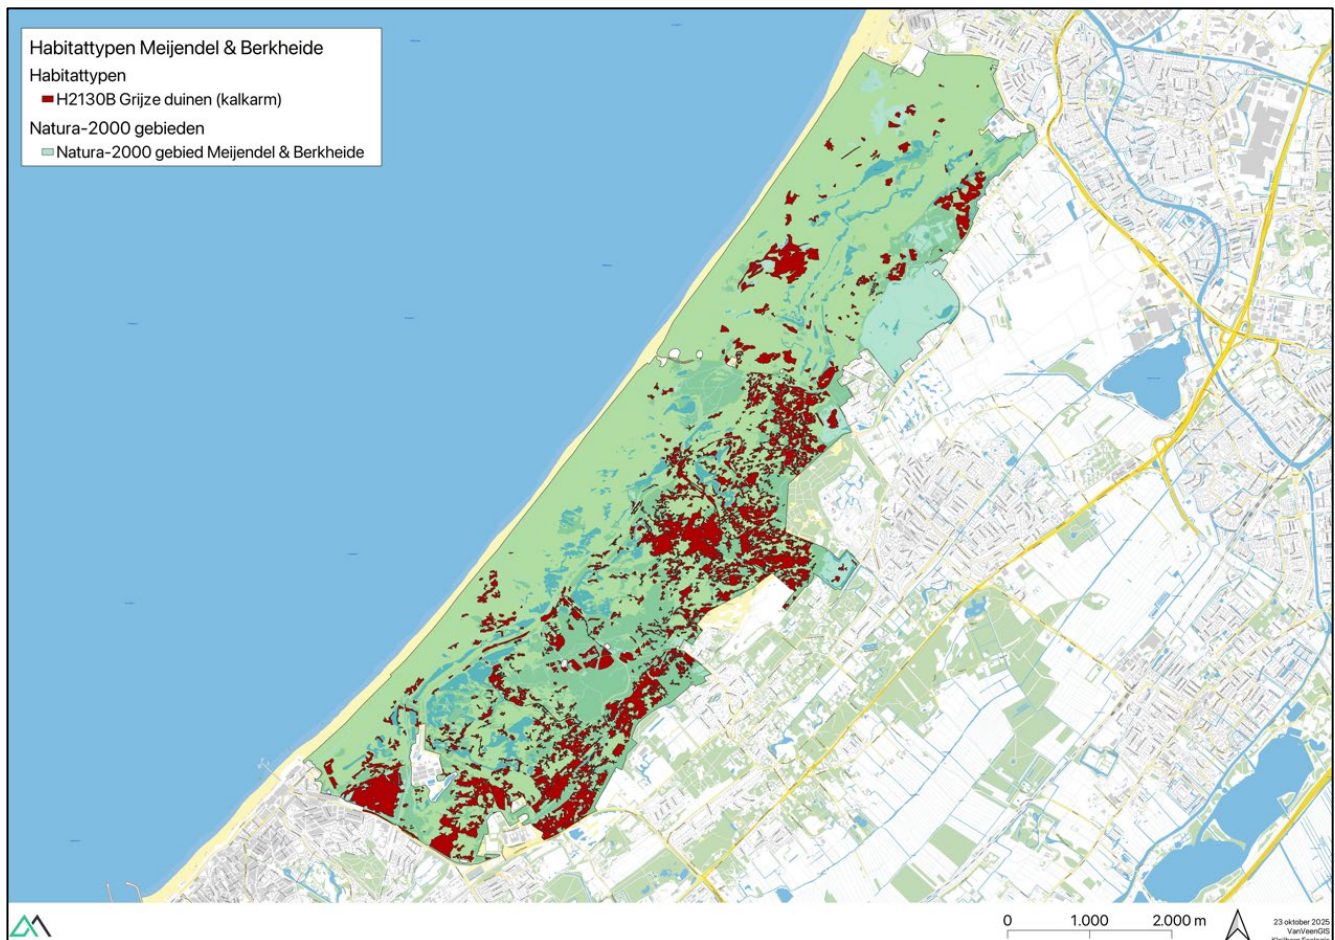 Habitattypen Meijendel & Berkheide
Habitattypen
H2130B Grijze duinen (kalkarm)
Natura-2000 gebieden
Natura-2000 gebied Meijendel & Berkheide
0 1.000 2.000 m
23 oktober 2025
VanVeenGIS